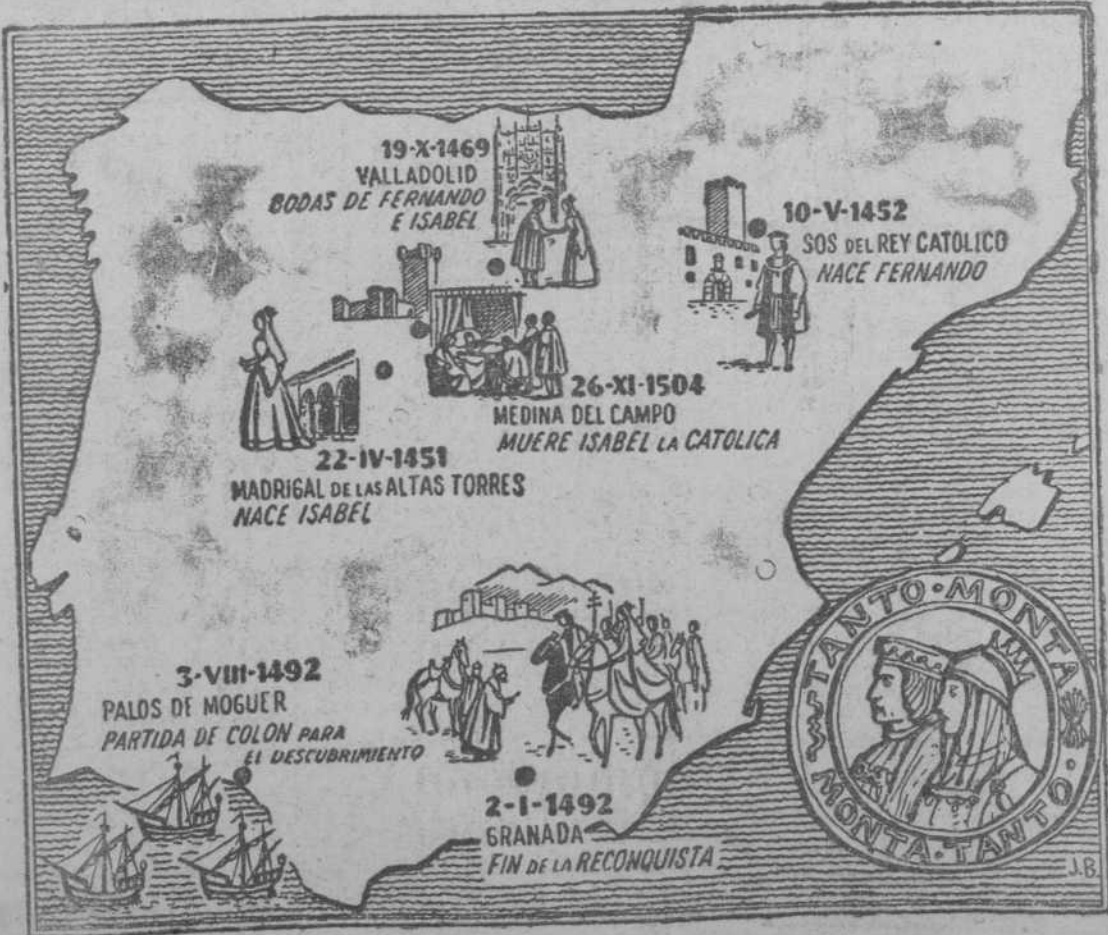 19-X-1469
VALLADOLID
BODAS DE FERNANDO
E ISABEL
10-V-1452
SOS DEL REY CATOLICO
NACE FERNANDO
26-XI-1504
MEDINA DEL CAMPO
MUERE ISABEL LA CATOLICA
22-IV-1451
MADRIGAL DE LAS ALTAS TORRES
NACE ISABEL
3-VIII-1492
PALOS DE MOGUER
PARTIDA DE COLON PARA
EL DESCUBRIMIENTO
2-I-1492
GRANADA
FIN DE LA RECONQUISTA
TANTO·MONTA
MONTA·TANTO
J.B.